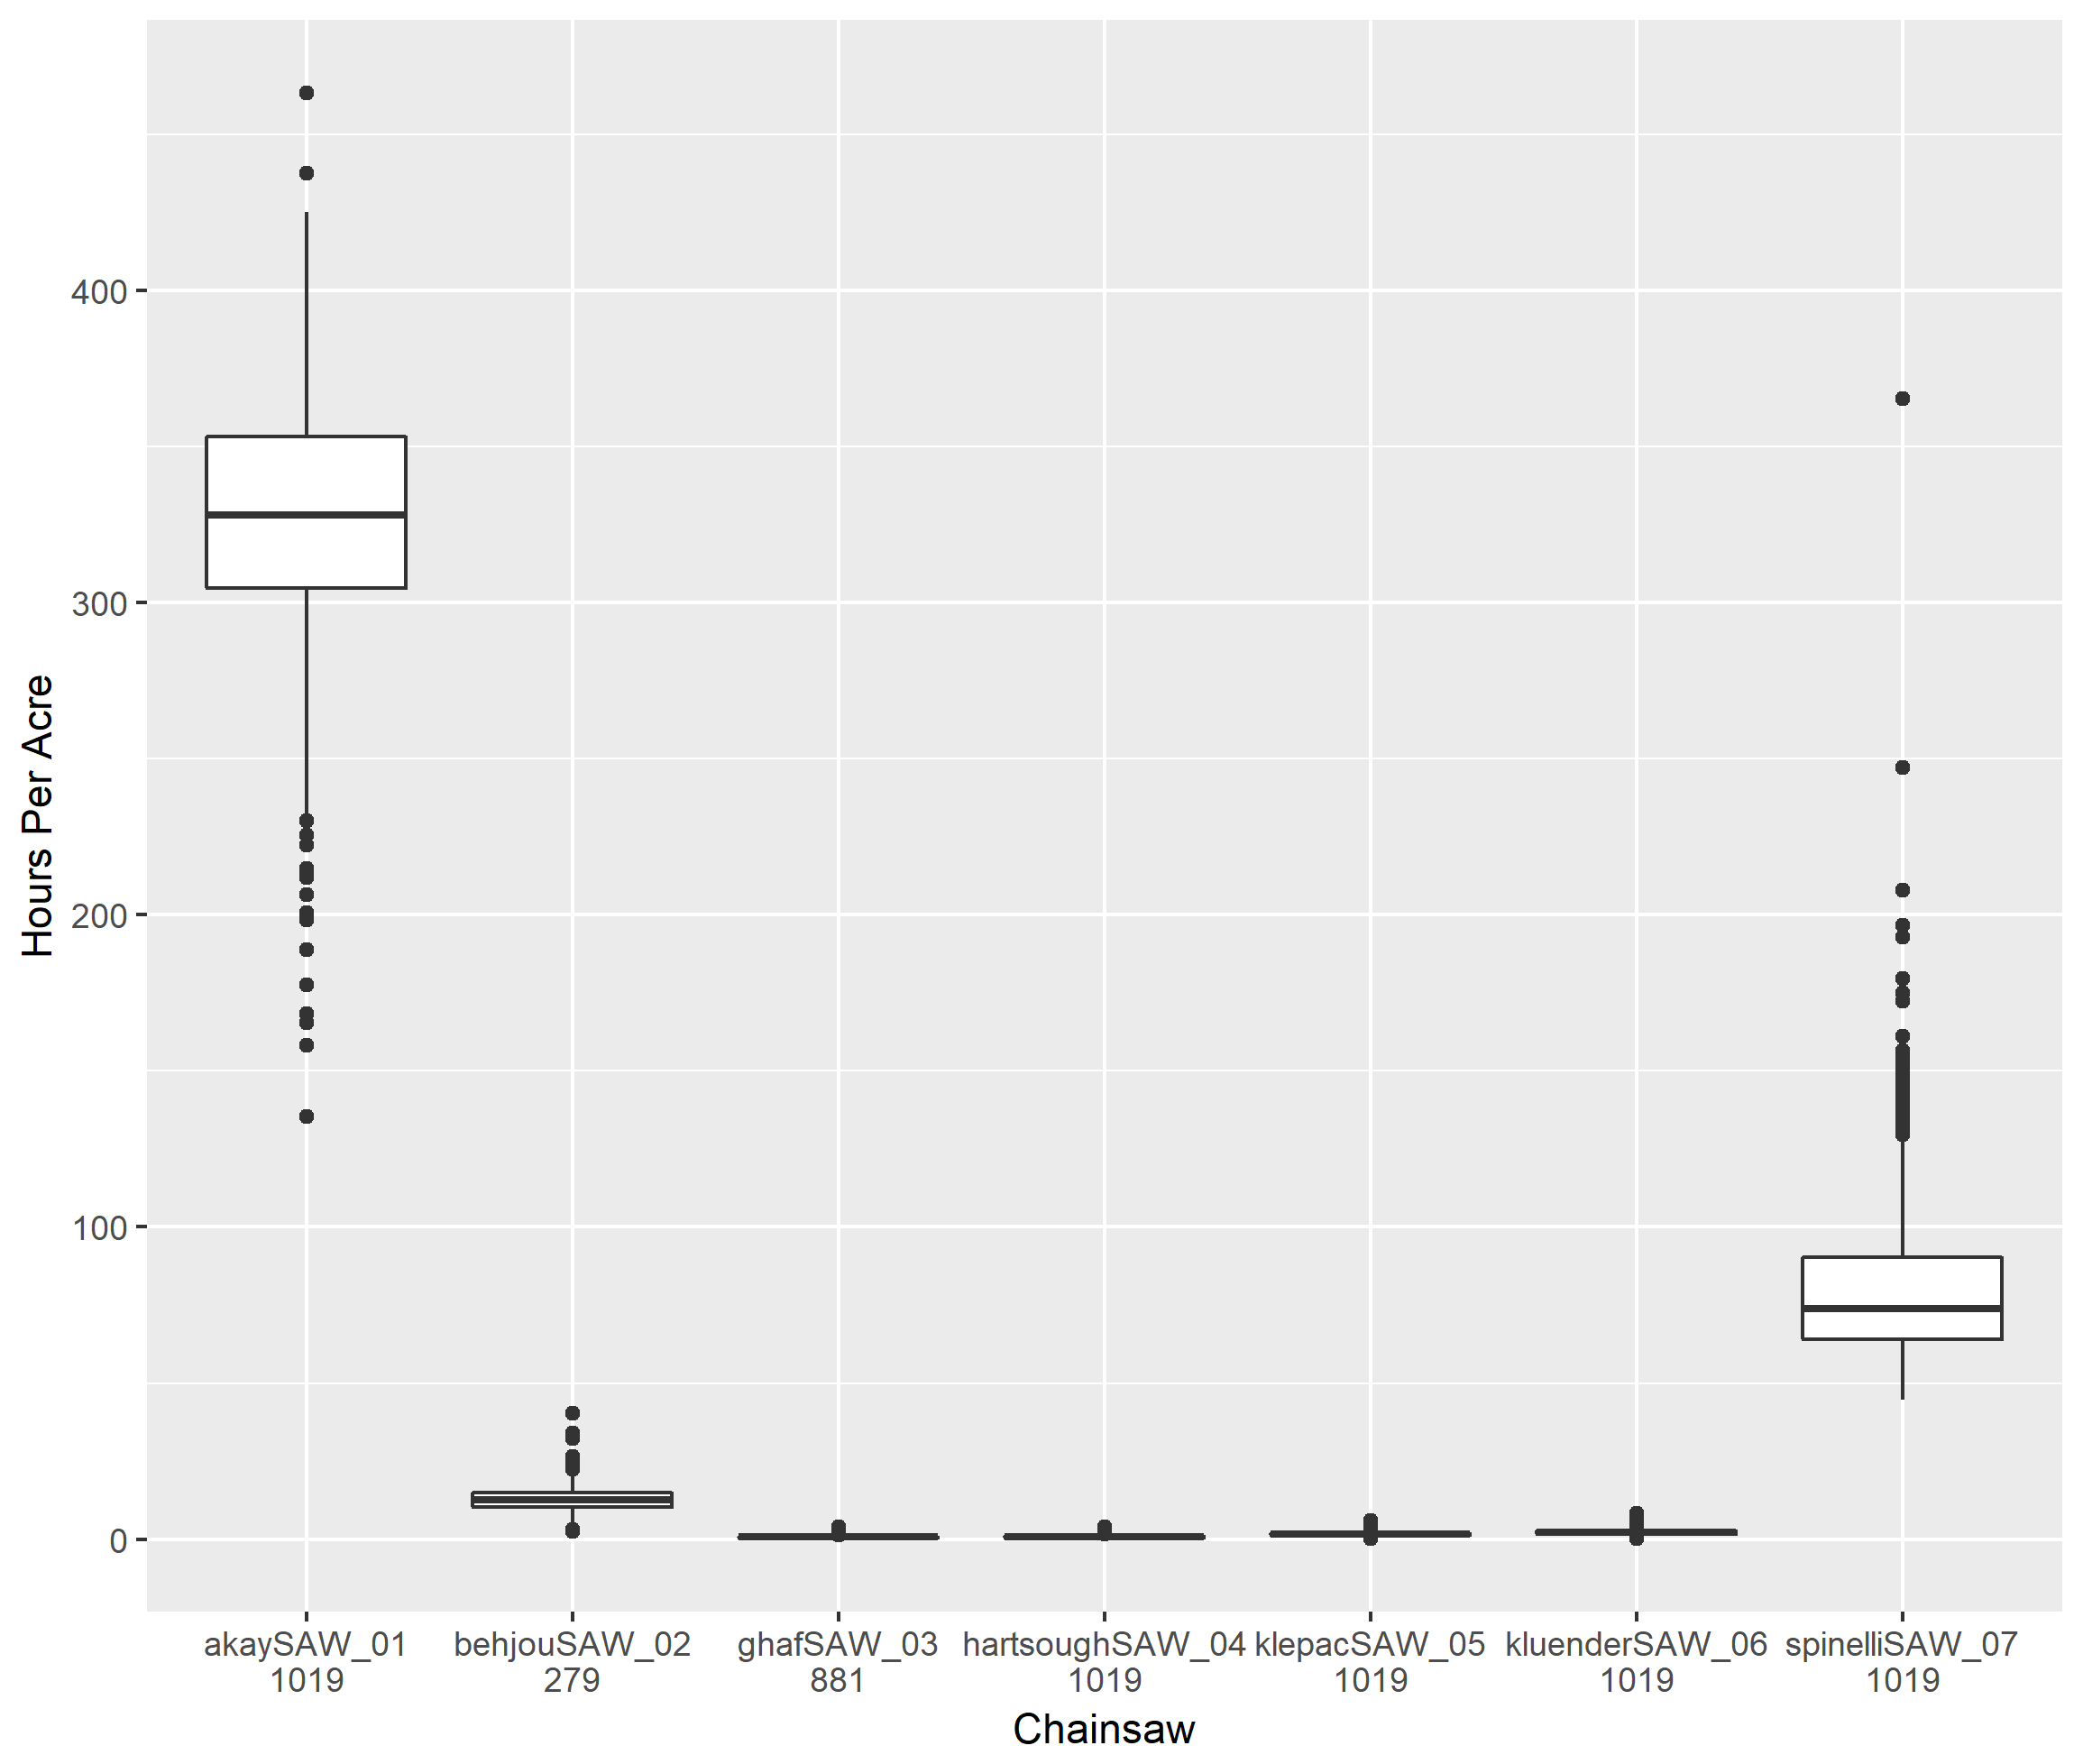 Hours Per Acre
400
300
200
100
0
akaySAW_01 behjouSAW_02 ghafSAW_03 hartsoughSAW_04 klepacSAW_05 kluenderSAW_06 spinelliSAW_07
1019 279 881 1019 1019 1019 1019
Chainsaw